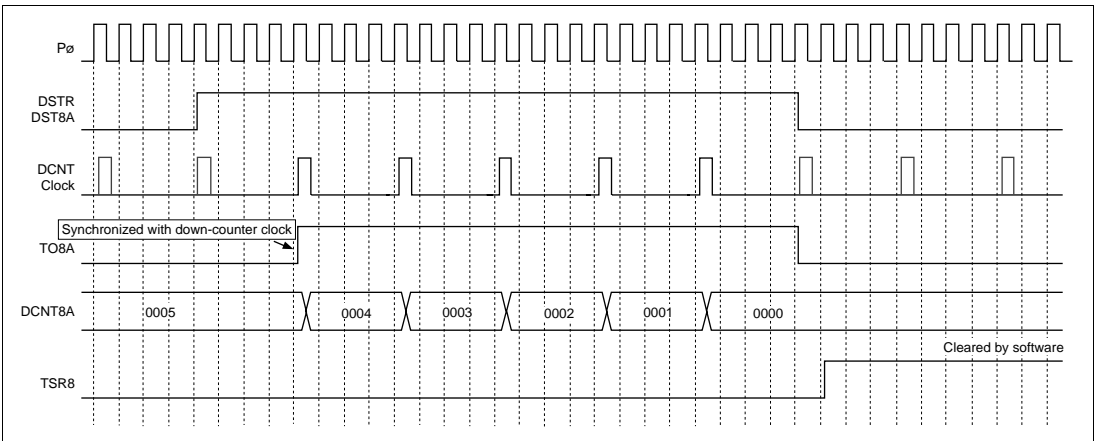 Pø
DSTR
DST8A
DCNT
Clock
Synchronized with down-counter clock
TO8A
DCNT8A
0005
0004
0003
0002
0001
0000
Cleared by software
TSR8